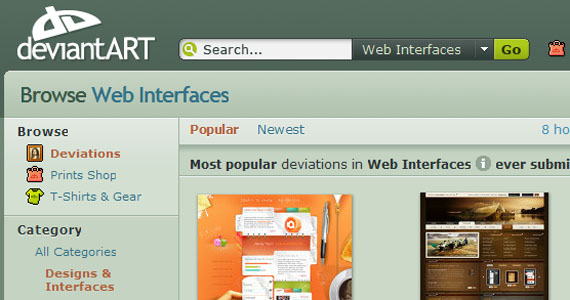 deviantART
Search...
Web Interfaces
Go
Browse Web Interfaces
Browse
Deviations
Prints Shop
T-Shirts & Gear
Category
All Categories
Designs &
Interfaces
Popular
Newest
8 ho
Most popular deviations in Web Interfaces ever submi